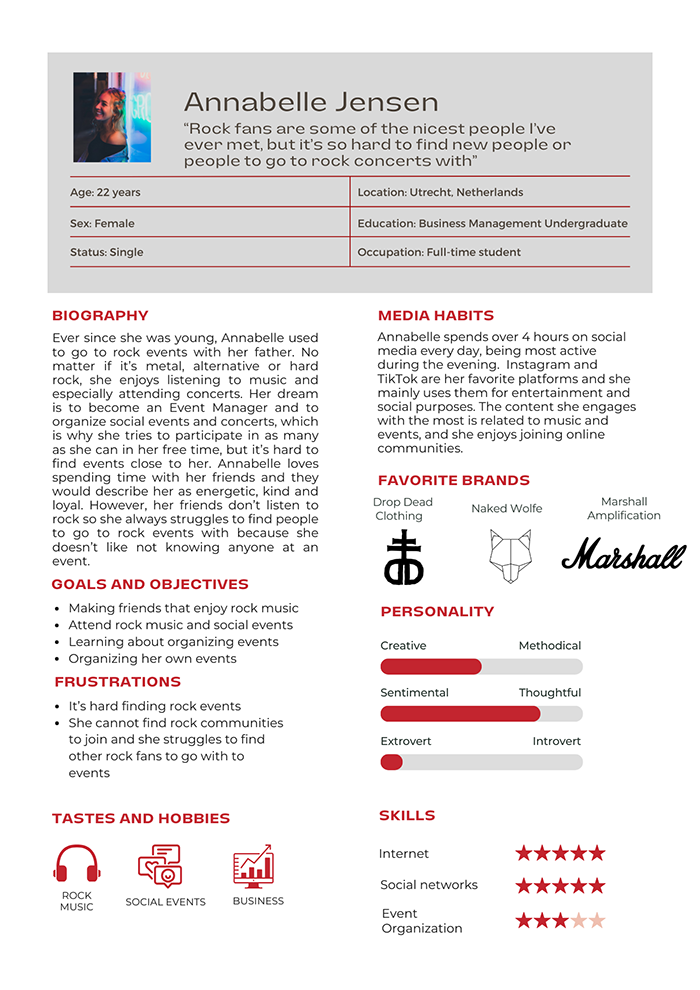 Annabelle Jensen
“Rock fans are some of the nicest people I’ve
ever met, but it’s so hard to find new people or
people to go to rock concerts with”
Age: 22 years
Location: Utrecht, Netherlands
Sex: Female
Education: Business Management Undergraduate
Status: Single
Occupation: Full-time student
BIOGRAPHY
Ever since she was young, Annabelle used
to go to rock events with her father. No
matter if it’s metal, alternative or hard
rock, she enjoys listening to music and
especially attending concerts. Her dream
is to become an Event Manager and to
organize social events and concerts, which
is why she tries to participate in as many
as she can in her free time, but it’s hard to
find events close to her. Annabelle loves
spending time with her friends and they
would describe her as energetic, kind and
loyal. However, her friends don’t listen to
rock so she always struggles to find people
to go to rock events with because she
doesn’t like not knowing anyone at an
event.
GOALS AND OBJECTIVES
• Making friends that enjoy rock music
• Attend rock music and social events
• Learning about organizing events
• Organizing her own events
FRUSTRATIONS
• It’s hard finding rock events
• She cannot find rock communities
to join and she struggles to find
other rock fans to go with to
events
TASTES AND HOBBIES
ROCK
MUSIC
SOCIAL EVENTS
BUSINESS
MEDIA HABITS
Annabelle spends over 4 hours on social
media every day, being most active
during the evening. Instagram and
TikTok are her favorite platforms and she
mainly uses them for entertainment and
social purposes. The content she engages
with the most is related to music and
events, and she enjoys joining online
communities.
FAVORITE BRANDS
Drop Dead
Clothing
Naked Wolfe
Marshall
Amplification
Marshall
PERSONALITY
Creative
Methodical
Sentimental
Thoughtful
Extrovert
Introvert
SKILLS
Internet
Social networks
Event
Organization